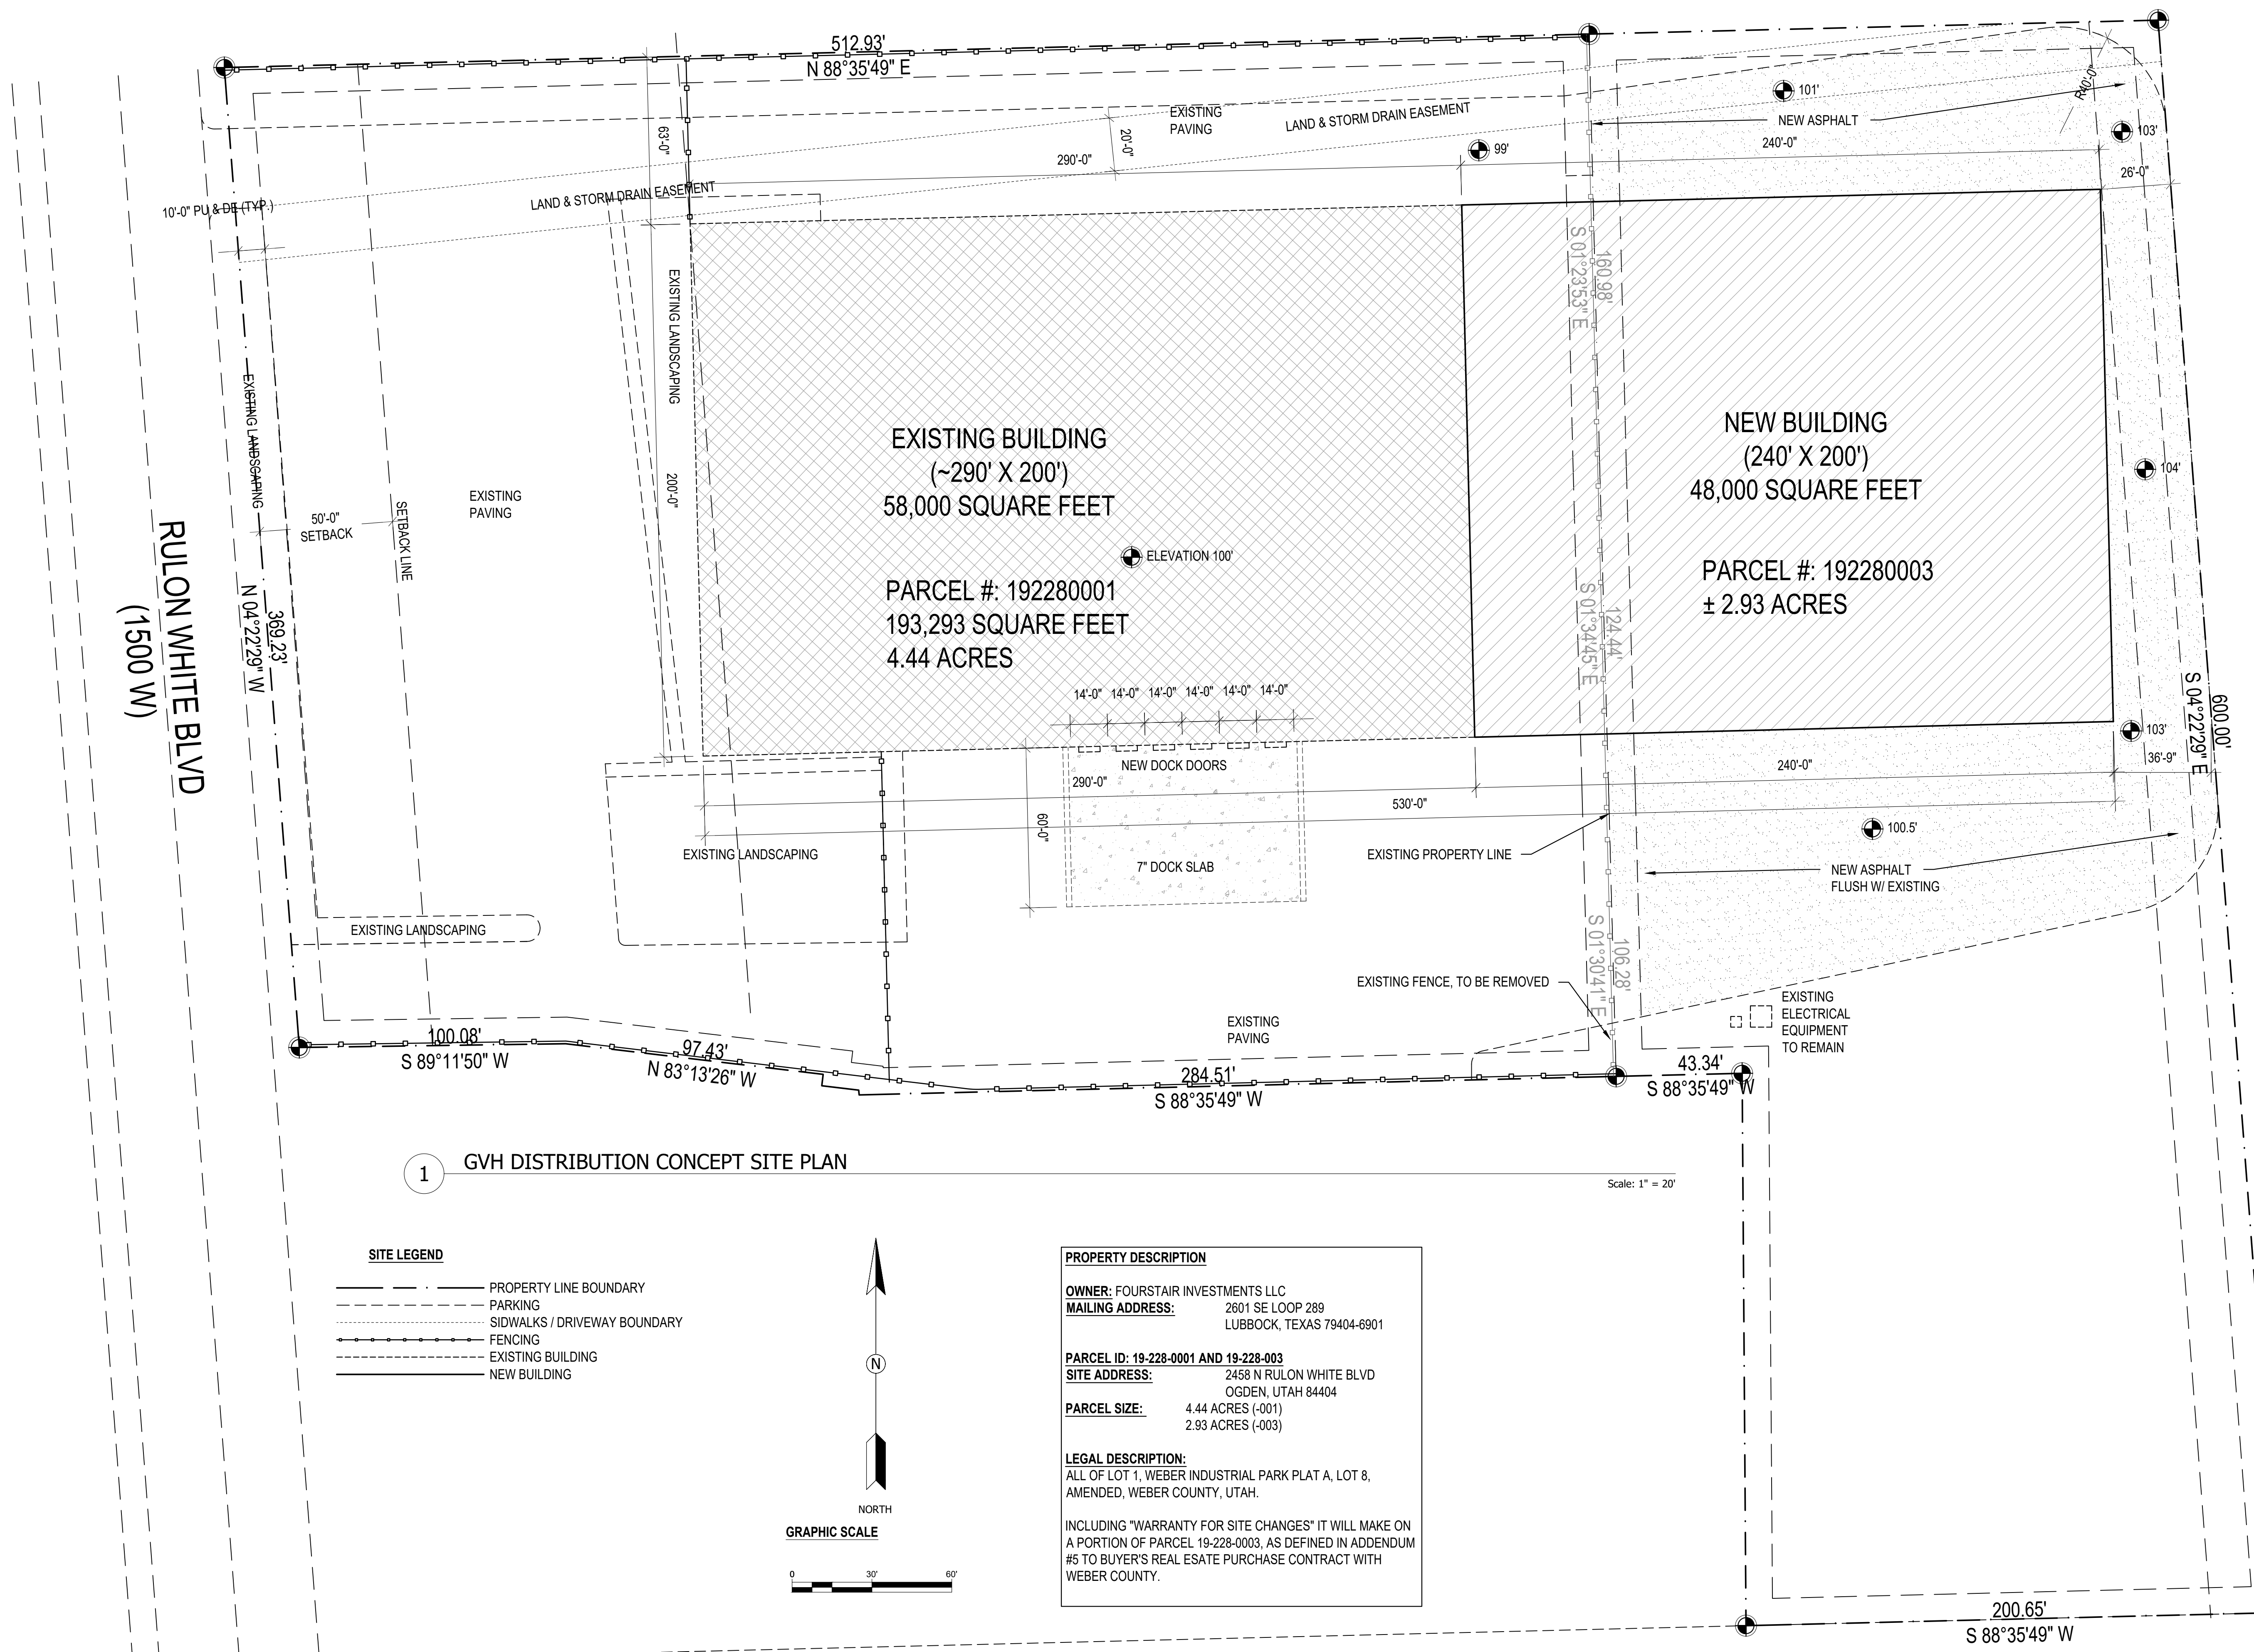 512.93'
N 88°35'49" E
101'
R40'-0"
EXISTING
PAVING
LAND & STORM DRAIN EASEMENT
NEW ASPHALT
103'
63'-0"
20'-0"
290'-0"
99'
240'-0"
26'-0"
10'-0" PU & DE (TYP.)
LAND & STORM DRAIN EASEMENT
S 01°23'53" E
160.98'
EXISTING LANDSCAPING
EXISTING LANDSCAPING
EXISTING BUILDING
(~290' X 200')
58,000 SQUARE FEET
NEW BUILDING
(240' X 200')
48,000 SQUARE FEET
104'
EXISTING
PAVING
200'-0"
50'-0"
SETBACK
SETBACK LINE
ELEVATION 100'
RULON WHITE BLVD
(1500 W)
N 04°22'29" W
369.23'
PARCEL #: 192280001
193,293 SQUARE FEET
4.44 ACRES
S 01°34'45" E
124.44'
PARCEL #: 192280003
± 2.93 ACRES
14'-0" 14'-0" 14'-0" 14'-0" 14'-0" 14'-0"
S 04°22'29" E
600.00'
103'
NEW DOCK DOORS
290'-0"
240'-0"
36'-9"
530'-0"
60'-0"
100.5'
EXISTING LANDSCAPING
7" DOCK SLAB
EXISTING PROPERTY LINE
NEW ASPHALT
FLUSH W/ EXISTING
EXISTING LANDSCAPING
S 01°30'41" E
106.28'
EXISTING FENCE, TO BE REMOVED
EXISTING
ELECTRICAL
EQUIPMENT
TO REMAIN
EXISTING
PAVING
100.08'
S 89°11'50" W
97.43'
N 83°13'26" W
284.51'
S 88°35'49" W
43.34'
S 88°35'49" W
1
GVH DISTRIBUTION CONCEPT SITE PLAN
Scale: 1" = 20'
SITE LEGEND
PROPERTY LINE BOUNDARY
PARKING
SIDWALKS / DRIVEWAY BOUNDARY
FENCING
EXISTING BUILDING
NEW BUILDING
N
NORTH
GRAPHIC SCALE
0 30' 60'
PROPERTY DESCRIPTION
OWNER: FOURSTAIR INVESTMENTS LLC
MAILING ADDRESS: 2601 SE LOOP 289
LUBBOCK, TEXAS 79404-6901
PARCEL ID: 19-228-0001 AND 19-228-003
SITE ADDRESS: 2458 N RULON WHITE BLVD
OGDEN, UTAH 84404
PARCEL SIZE: 4.44 ACRES (-001)
2.93 ACRES (-003)
LEGAL DESCRIPTION:
ALL OF LOT 1, WEBER INDUSTRIAL PARK PLAT A, LOT 8,
AMENDED, WEBER COUNTY, UTAH.
INCLUDING "WARRANTY FOR SITE CHANGES" IT WILL MAKE ON
A PORTION OF PARCEL 19-228-0003, AS DEFINED IN ADDENDUM
#5 TO BUYER'S REAL ESATE PURCHASE CONTRACT WITH
WEBER COUNTY.
200.65'
S 88°35'49" W